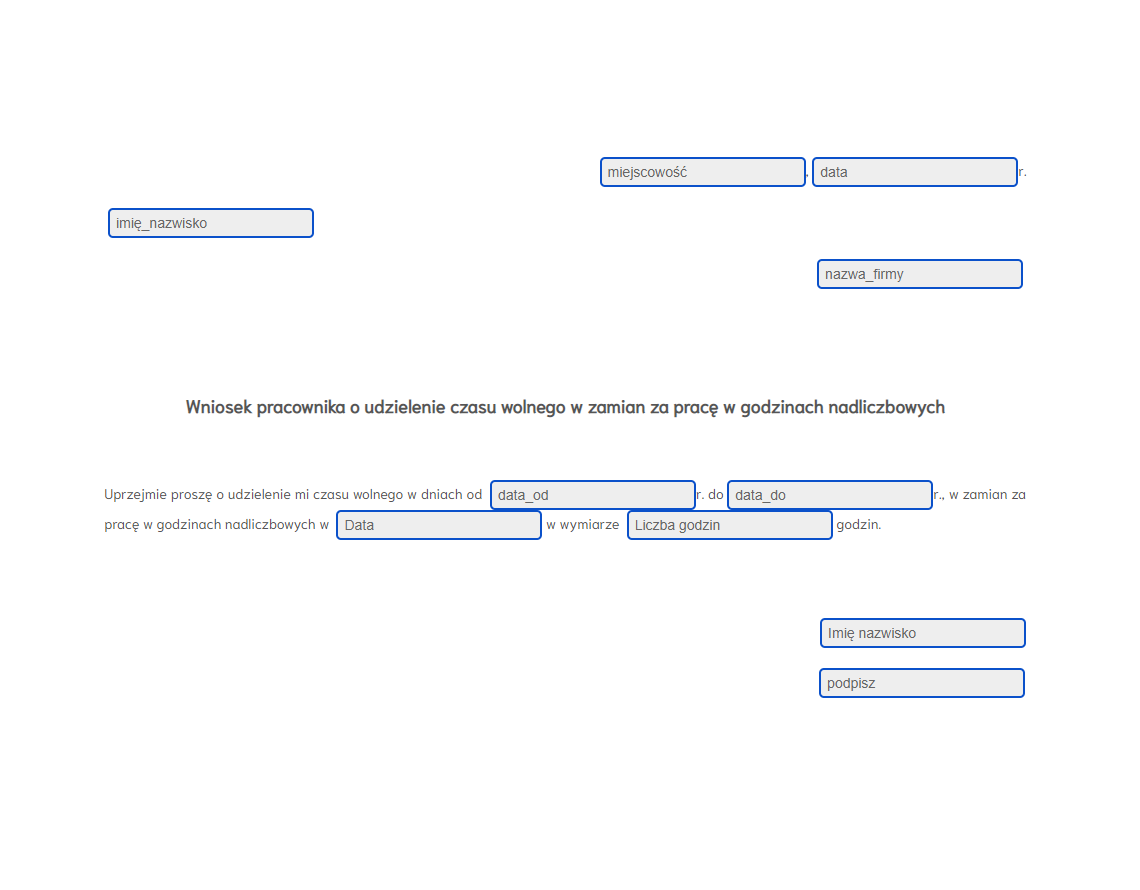 miejscowość , data r.
imię_nazwisko
nazwa_firmy
Wniosek pracownika o udzielenie czasu wolnego w zamian za pracę w godzinach nadliczbowych
Uprzejmie proszę o udzielenie mi czasu wolnego w dniach od data_od r. do data_do r., w zamian za
pracę w godzinach nadliczbowych w Data w wymiarze Liczba godzin godzin.
Imię nazwisko
podpisz